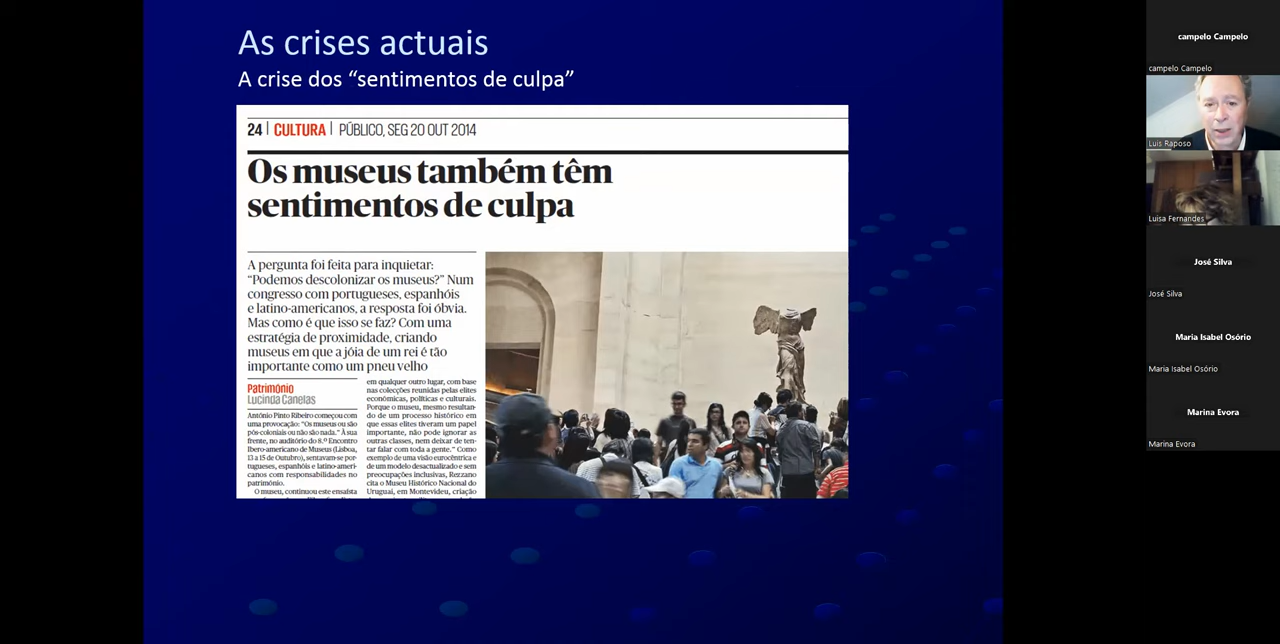 As crises actuais
A crise dos “sentimentos de culpa”
24 | CULTURA | PÚBLICO, SEG 20 OUT 2014
Os museus também têm
sentimentos de culpa
A pergunta foi feita para inquietar:
“Podemos descolonizar os museus?” Num
congresso com portugueses, espanhóis
e latino-americanos, a resposta foi óbvia.
Mas como é que isso se faz? Com uma
estratégia de proximidade, criando
museus em que a jóia de um rei é tão
importante como um pneu velho
Património
Lucinda Canelas
António Pinto Ribeiro começou com
uma provocação: “Os museus ou são
pós-coloniais ou não são nada.” À sua
frente, no auditório do 8.º Encontro
Ibero-americano de Museus (Lisboa,
13 a 15 de Outubro), sentavam-se por-
tugueses, espanhóis e latino-ameri-
canos com responsabilidades no
património.
O museu, continuou este ensaísta
em qualquer outro lugar, com base
nas colecções reunidas pelas elites
económicas, políticas e culturais.
Porque o museu, mesmo resultan-
do de um processo histórico em
que essas elites tiveram um papel
importante, não pode ignorar as
outras classes, nem deixar de ten-
tar falar com toda a gente.” Como
exemplo de uma visão eurocêntrica e
de um modelo desactualizado e sem
preocupações inclusivas, Rezzano
cita o Museu Histórico Nacional do
Uruguai, em Montevideu, criação
campelo Campelo
campelo Campelo
Luis Raposo
Luisa Fernandes
José Silva
José Silva
Maria Isabel Osório
Maria Isabel Osório
Marina Evora
Marina Evora